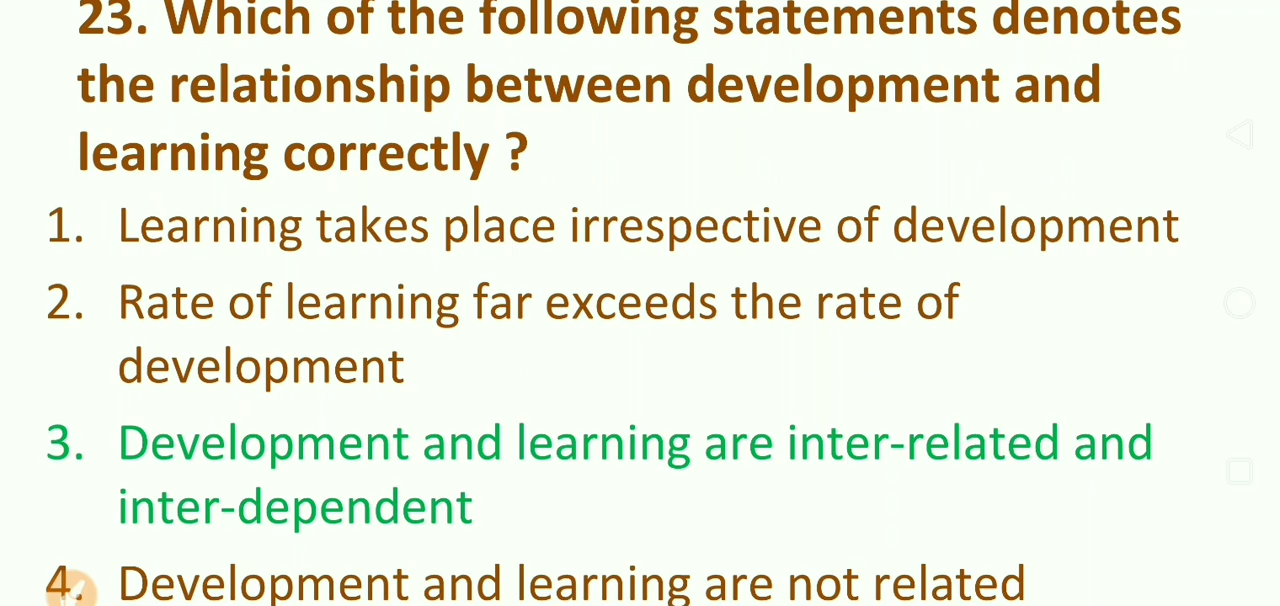 23. Which of the following statements denotes
the relationship between development and
learning correctly ?
1. Learning takes place irrespective of development
2. Rate of learning far exceeds the rate of
development
3. Development and learning are inter-related and
inter-dependent
4. Development and learning are not related